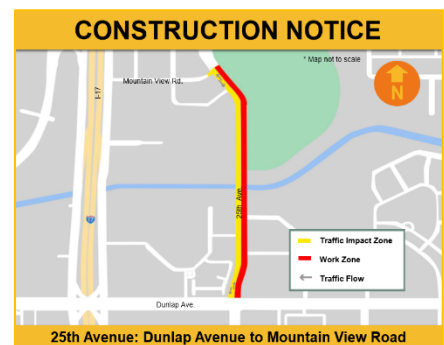 CONSTRUCTION NOTICE
* Map not to scale
Mountain View Rd.
I-17
N
25th Ave.
Traffic Impact Zone
Work Zone
Traffic Flow
Dunlap Ave.
25th Avenue: Dunlap Avenue to Mountain View Road